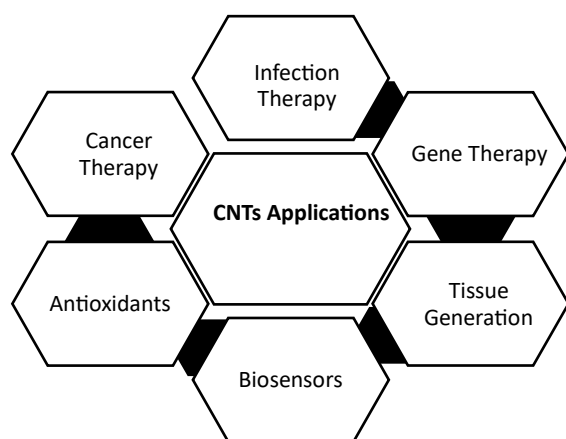 Infection
Therapy
Cancer
Therapy
Gene Therapy
CNTs Applications
Antioxidants
Tissue
Generation
Biosensors